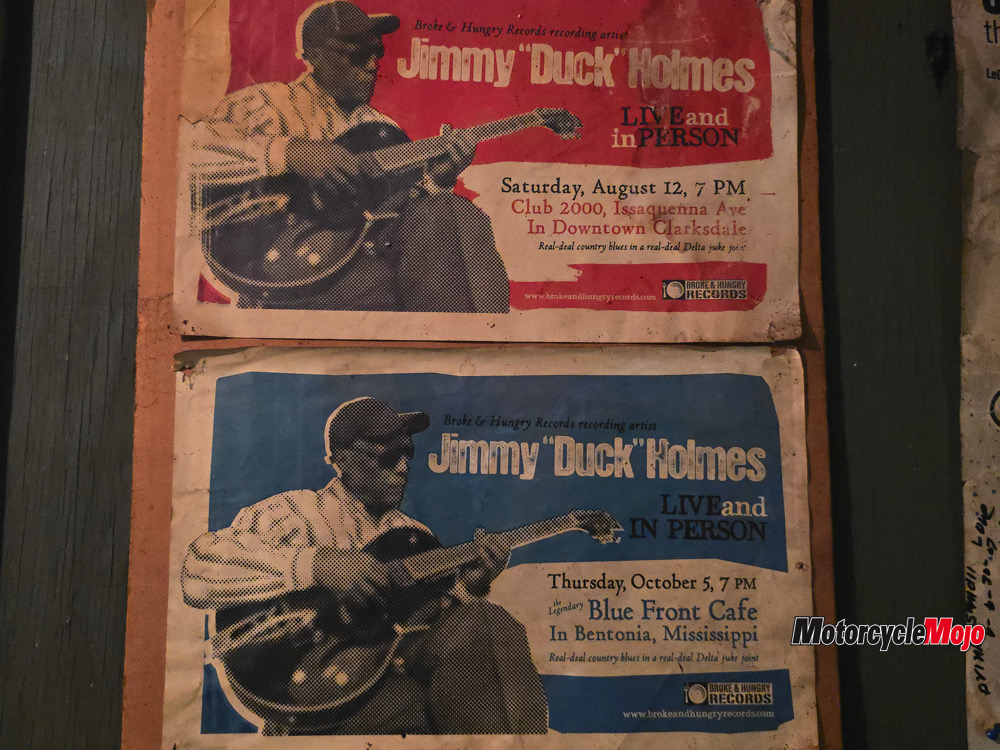 Broke & Hungry Records recording artist
Jimmy "Duck" Holmes
LIVE and
in PERSON
Saturday, August 12, 7 PM
Club 2000, Issaquenna Ave
In Downtown Clarksdale
Real-deal country blues in a real-deal Delta juke joint
www.brokeandhungryrecords.com
BROKE & HUNGRY
RECORDS
Broke & Hungry Records recording artist
Jimmy "Duck" Holmes
LIVE and
IN PERSON
Thursday, October 5, 7 PM
the Legendary Blue Front Cafe
In Bentonia, Mississippi
Real-deal country blues in a real-deal Delta juke joint
BROKE & HUNGRY
RECORDS
www.brokeandhungryrecords.com
MotorcycleMojo
th